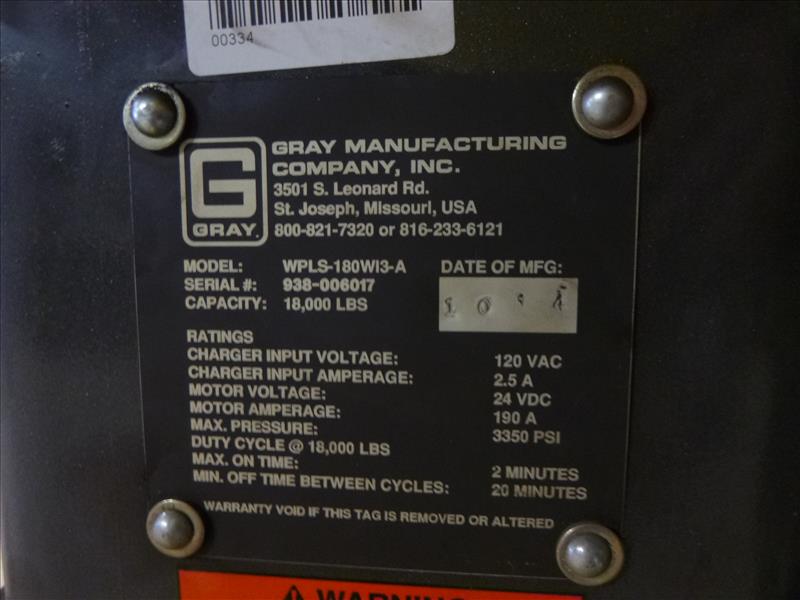 00334
G
GRAY
GRAY MANUFACTURING
COMPANY, INC.
3501 S. Leonard Rd.
St. Joseph, Missouri, USA
800-821-7320 or 816-233-6121
MODEL: WPLS-180WI3-A
SERIAL #: 938-006017
CAPACITY: 18,000 LBS
DATE OF MFG:
RATINGS
CHARGER INPUT VOLTAGE: 120 VAC
CHARGER INPUT AMPERAGE: 2.5 A
MOTOR VOLTAGE: 24 VDC
MOTOR AMPERAGE: 190 A
MAX. PRESSURE: 3350 PSI
DUTY CYCLE @ 18,000 LBS
MAX. ON TIME: 2 MINUTES
MIN. OFF TIME BETWEEN CYCLES: 20 MINUTES
WARRANTY VOID IF THIS TAG IS REMOVED OR ALTERED
WARNING